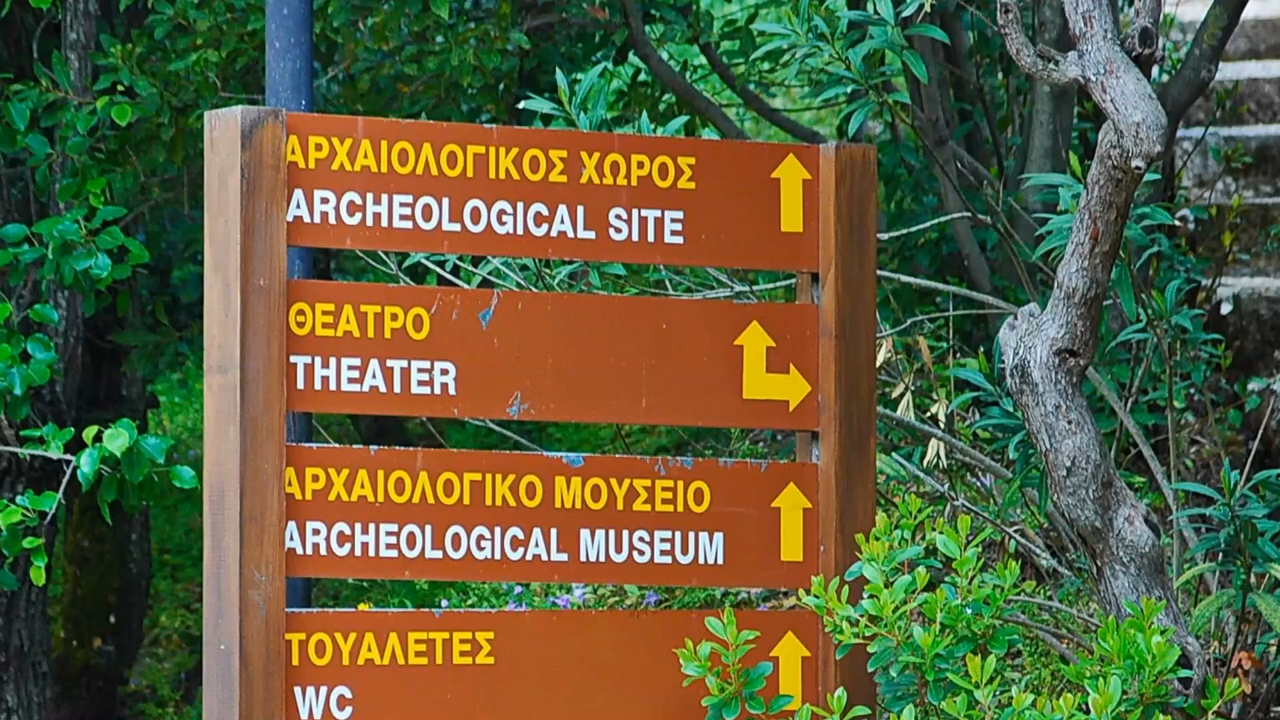 ΑΡΧΑΙΟΛΟΓΙΚΟΣ ΧΩΡΟΣ
ARCHEOLOGICAL SITE
ΘΕΑΤΡΟ
THEATER
ΑΡΧΑΙΟΛΟΓΙΚΟ ΜΟΥΣΕΙΟ
ARCHEOLOGICAL MUSEUM
ΤΟΥΑΛΕΤΕΣ
WC